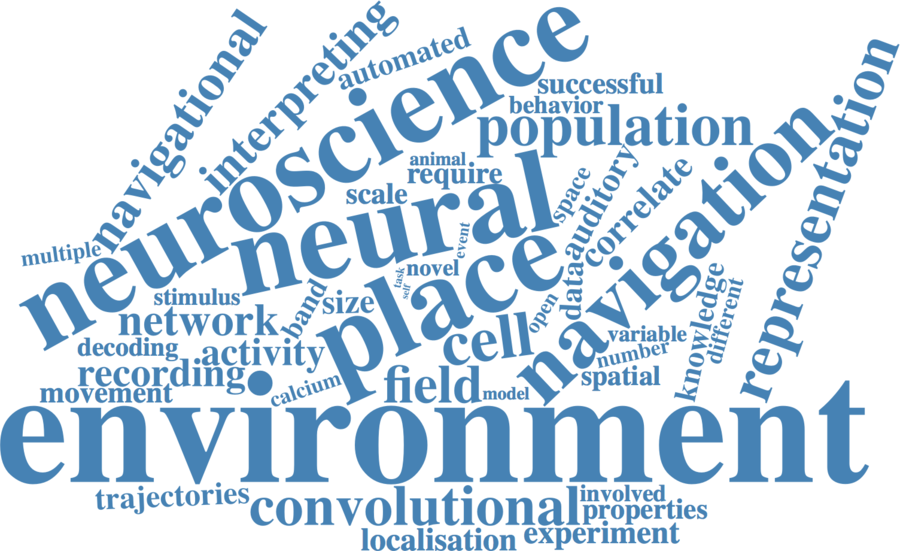 navigational
interpreting
automated
neuroscience
successful
behavior
population
representation
navigation
animal
require
scale
neural
space
auditory
correlate
multiple
event
task
self
novel
place
data
stimulus
band
size
open
network
cell
knowledge
different
variable
number
decoding
activity
spatial
recording
calcium
field
model
movement
environment
trajectories
convolutional
involved
properties
localisation
experiment